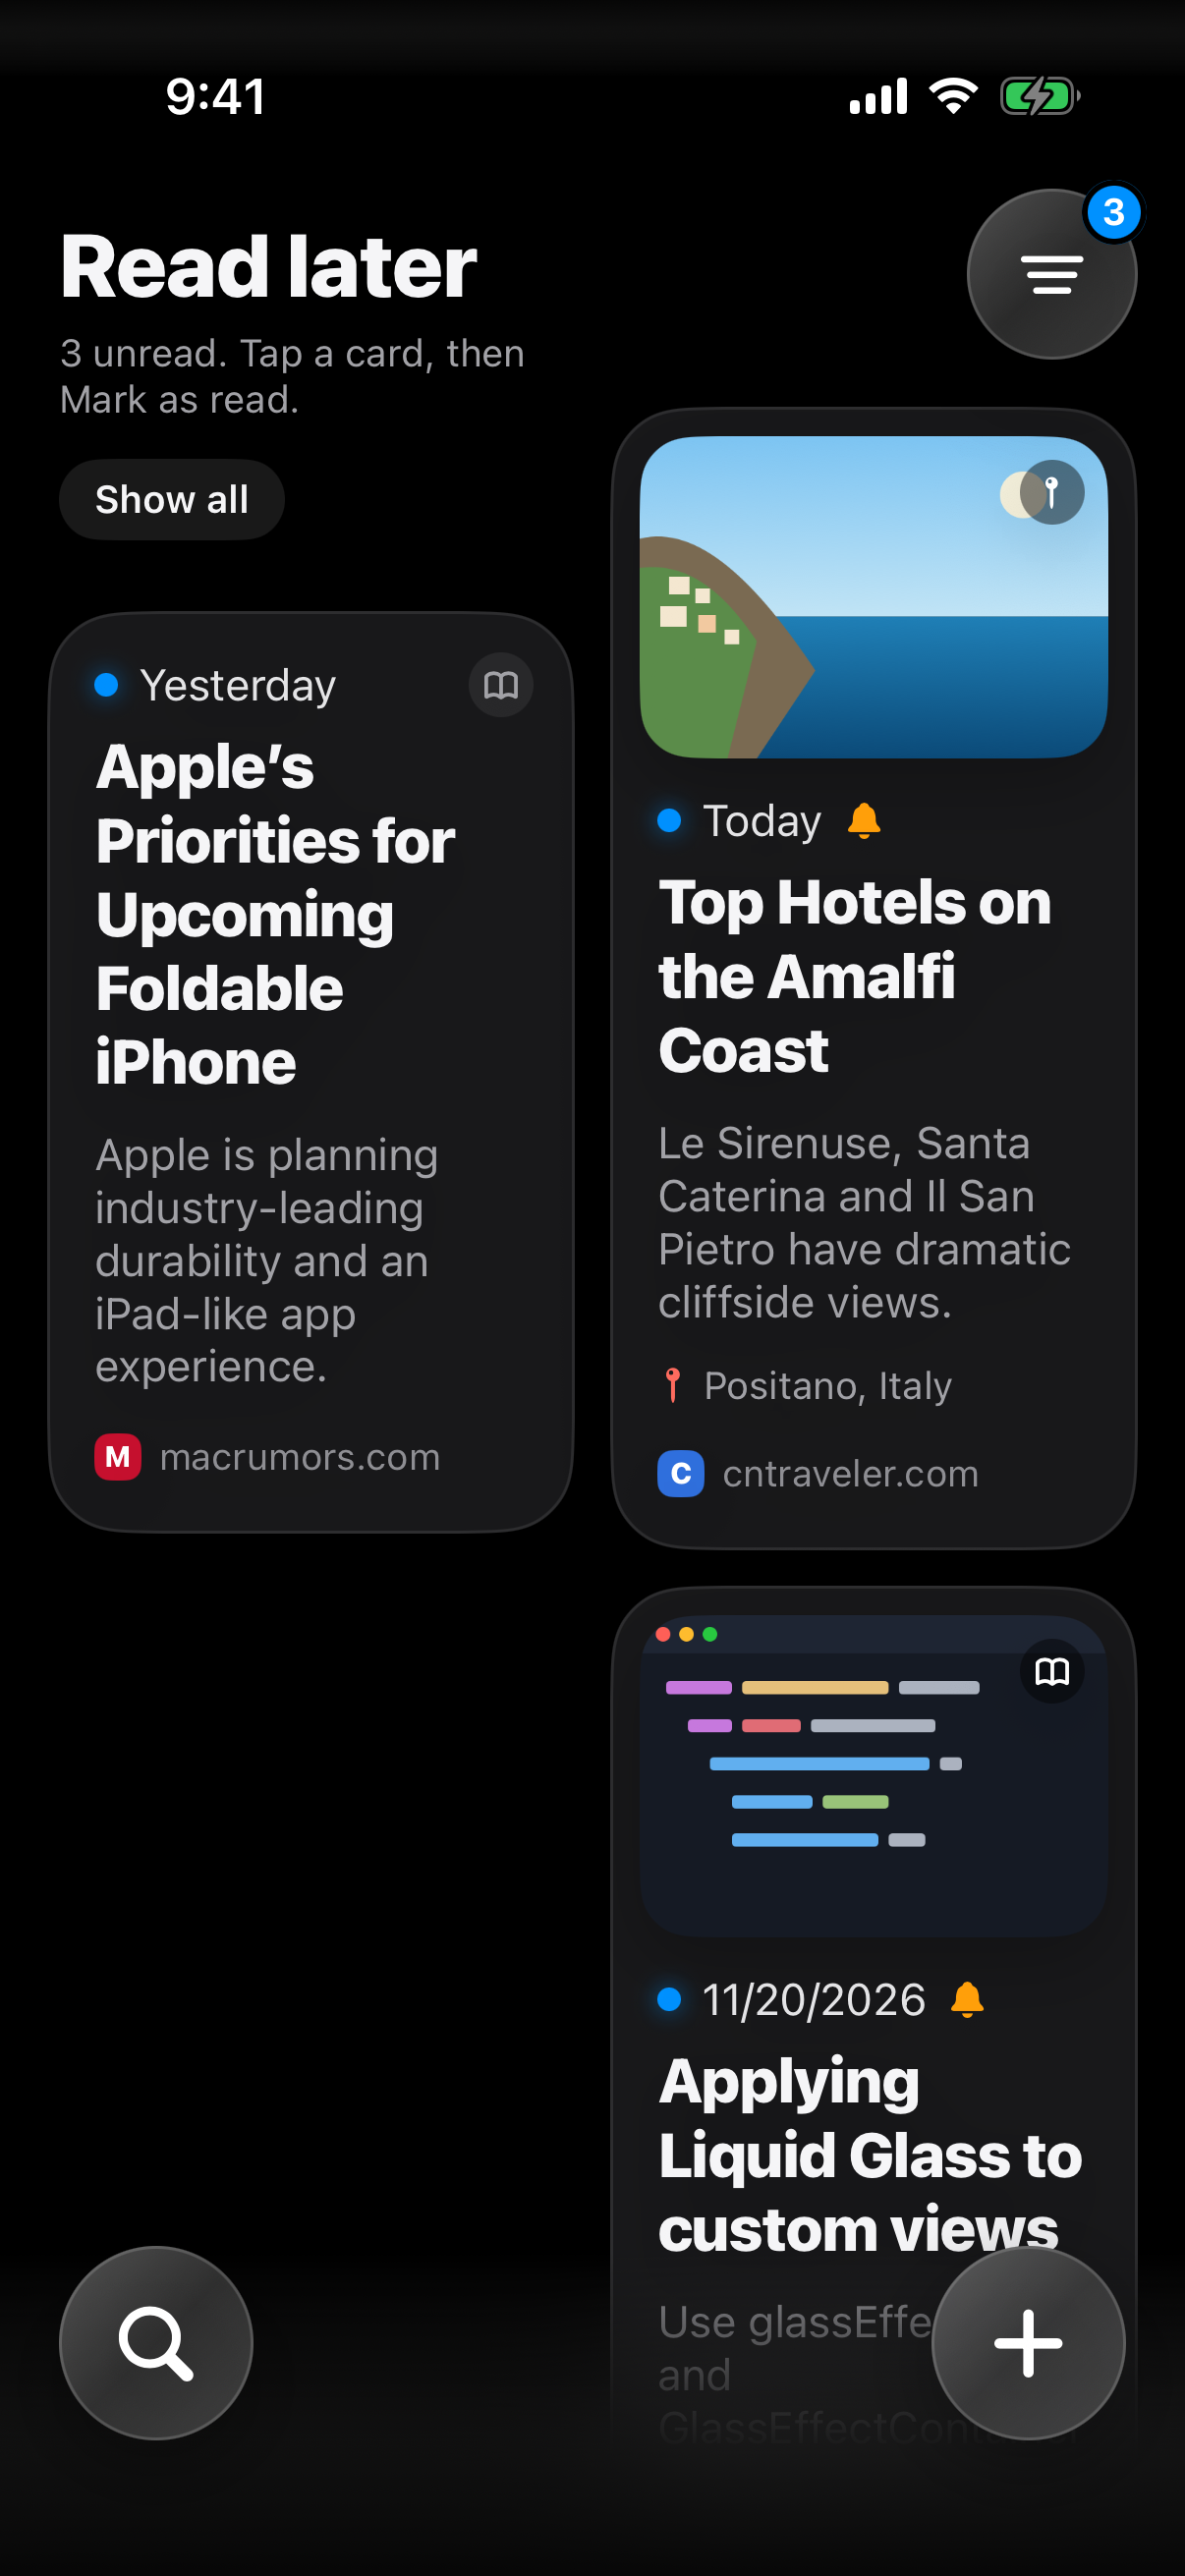 9:41
3
Read later
3 unread. Tap a card, then
Mark as read.
Show all
Yesterday
Apple’s
Priorities for
Upcoming
Foldable
iPhone
Apple is planning
industry-leading
durability and an
iPad-like app
experience.
M macrumors.com
Today
Top Hotels on
the Amalfi
Coast
Le Sirenuse, Santa
Caterina and Il San
Pietro have dramatic
cliffside views.
Positano, Italy
C cntraveler.com
11/20/2026
Applying
Liquid Glass to
custom views
Use
and